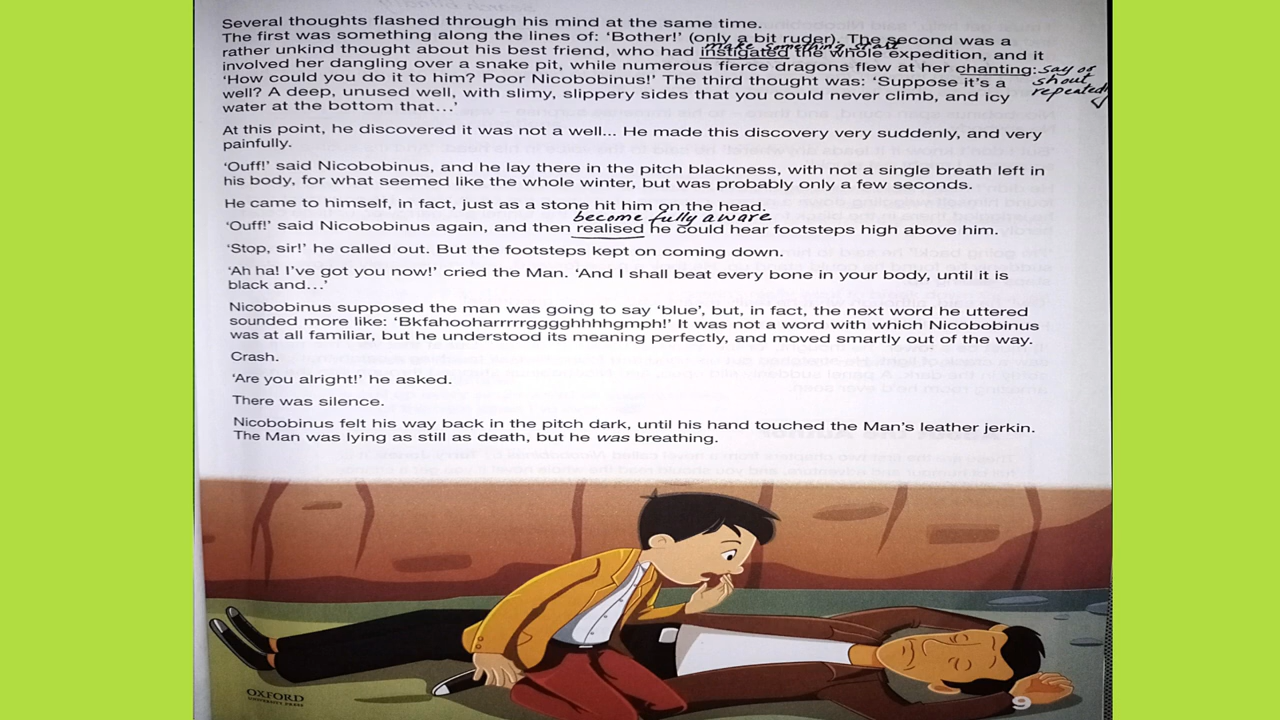 Several thoughts flashed through his mind at the same time.
The first was something along the lines of: ‘Bother!’ (only a bit ruder). The second was a
make something start
rather unkind thought about his best friend, who had instigated the whole expedition, and it
involved her dangling over a snake pit, while numerous fierce dragons flew at her chanting: say or
‘How could you do it to him? Poor Nicobobinus!’ The third thought was: ‘Suppose it’s a shout
well? A deep, unused well, with slimy, slippery sides that you could never climb, and icy repeatedly
water at the bottom that...’
At this point, he discovered it was not a well... He made this discovery very suddenly, and very
painfully.
‘Ouff!’ said Nicobobinus, and he lay there in the pitch blackness, with not a single breath left in
his body, for what seemed like the whole winter, but was probably only a few seconds.
He came to himself, in fact, just as a stone hit him on the head.
become fully aware
‘Ouff!’ said Nicobobinus again, and then realised he could hear footsteps high above him.
‘Stop, sir!’ he called out. But the footsteps kept on coming down.
‘Ah ha! I’ve got you now!’ cried the Man. ‘And I shall beat every bone in your body, until it is
black and...’
Nicobobinus supposed the man was going to say ‘blue’, but, in fact, the next word he uttered
sounded more like: ‘Bkfahooharrrrrgggghhhhgmph!’ It was not a word with which Nicobobinus
was at all familiar, but he understood its meaning perfectly, and moved smartly out of the way.
Crash.
‘Are you alright!’ he asked.
There was silence.
Nicobobinus felt his way back in the pitch dark, until his hand touched the Man’s leather jerkin.
The Man was lying as still as death, but he was breathing.
OXFORD
UNIVERSITY PRESS
9